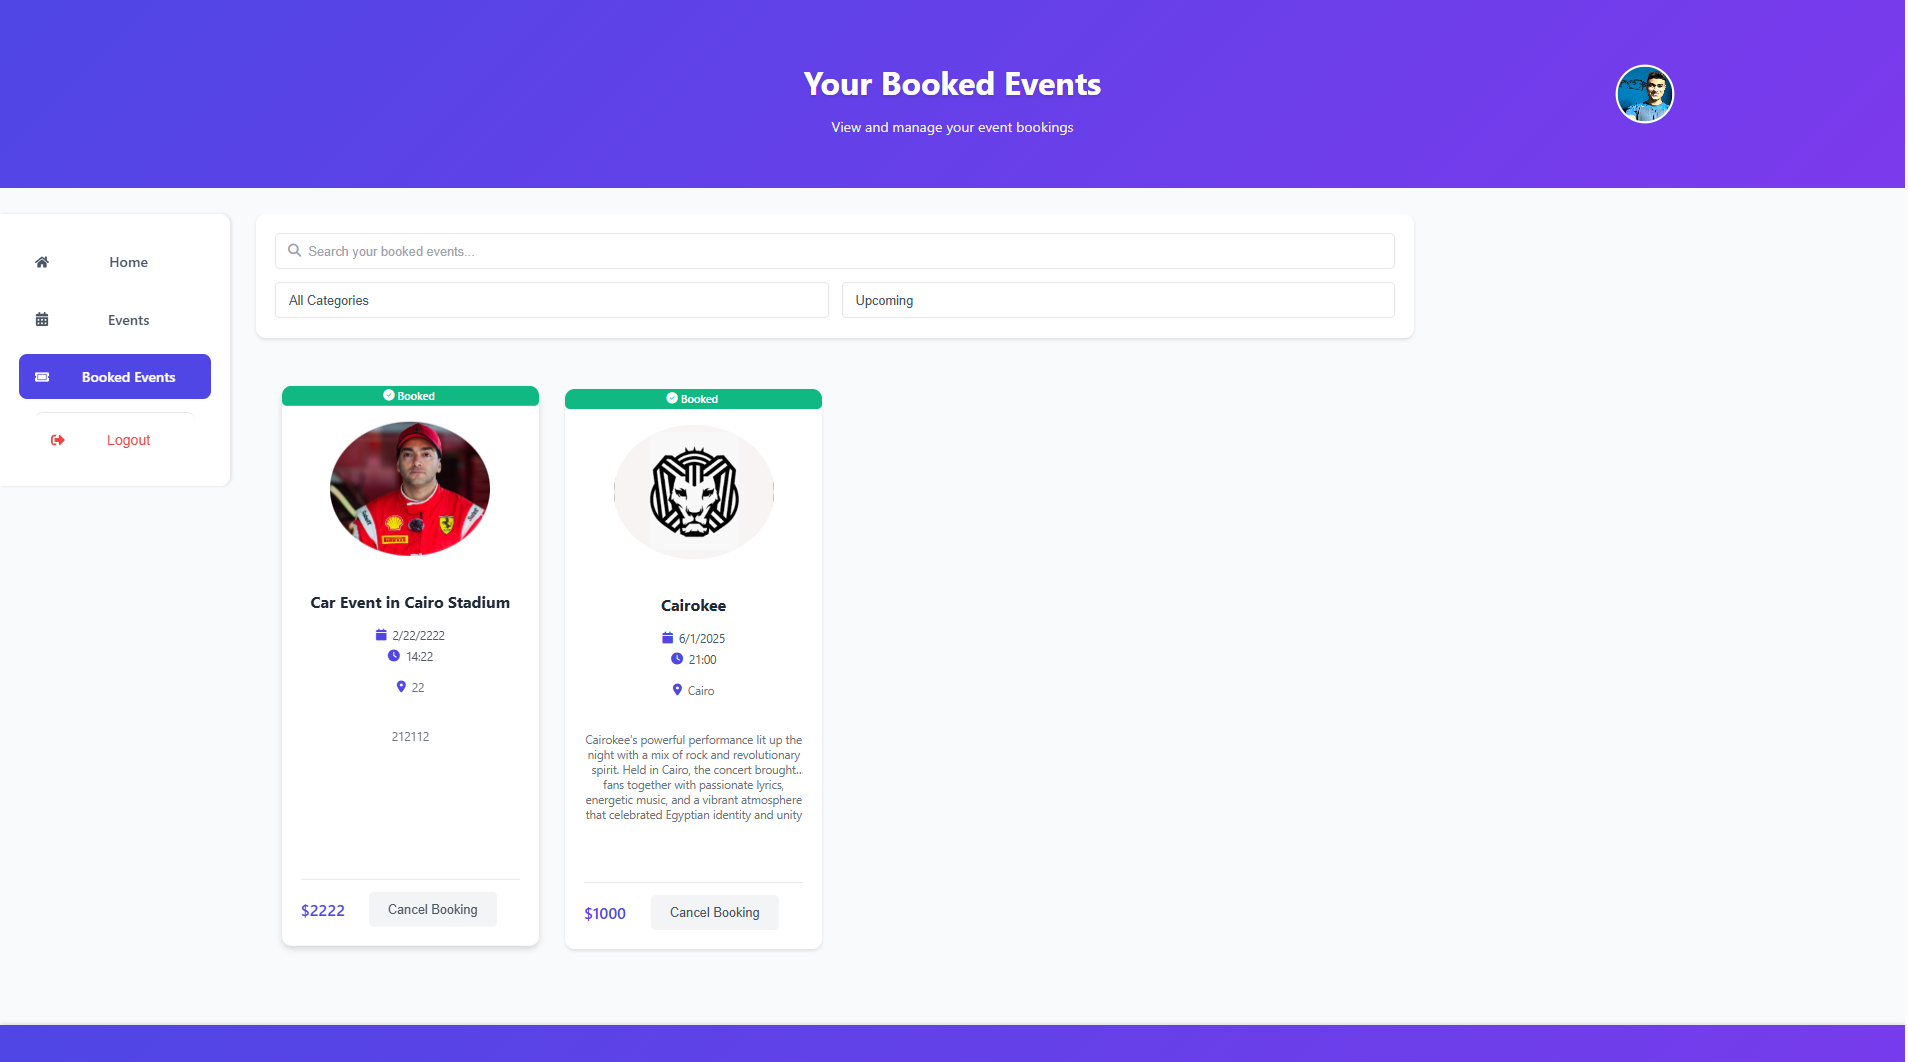 Your Booked Events
View and manage your event bookings
Home
Events
Booked Events
Logout
Search your booked events...
All Categories
Upcoming
Booked
Car Event in Cairo Stadium
2/22/2222
14:22
22
212112
$2222
Cancel Booking
Booked
Cairokee
6/1/2025
21:00
Cairo
Cairokee's powerful performance lit up the
night with a mix of rock and revolutionary
spirit. Held in Cairo, the concert brought...
fans together with passionate lyrics,
energetic music, and a vibrant atmosphere
that celebrated Egyptian identity and unity
$1000
Cancel Booking